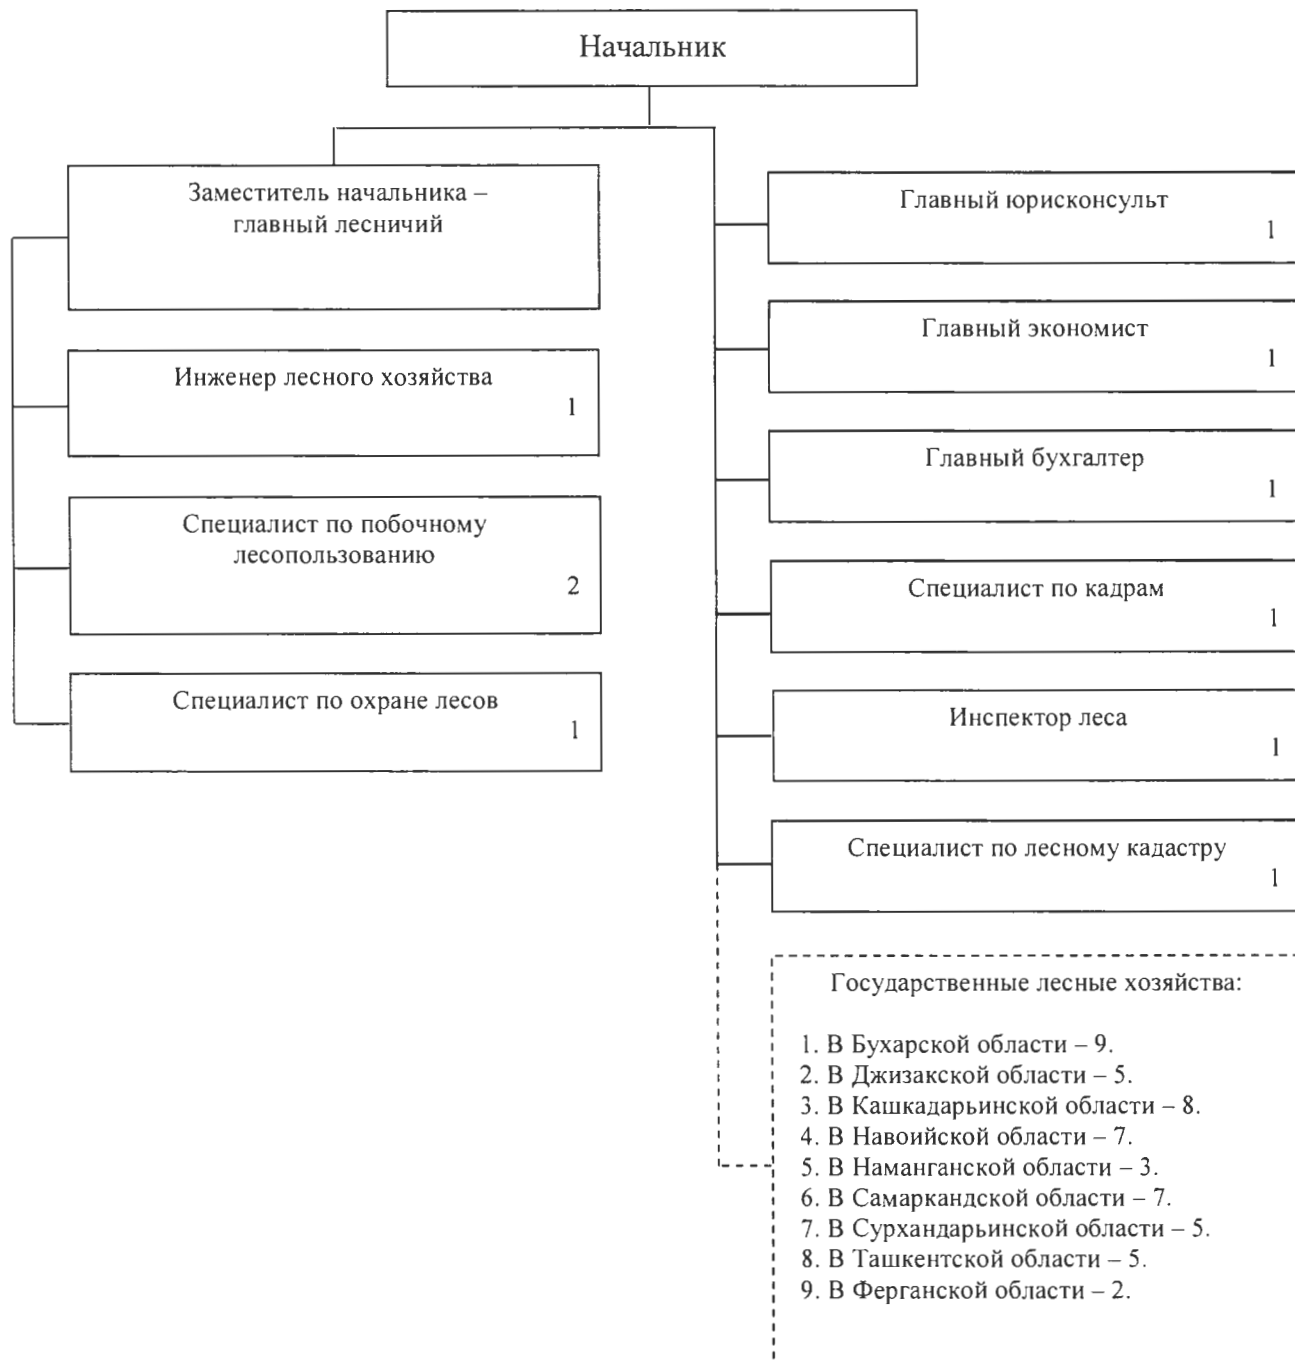 Начальник
Заместитель начальника –
главный лесничий
Инженер лесного хозяйства
1
Специалист по побочному
лесопользованию
2
Специалист по охране лесов
1
Главный юрисконсульт
1
Главный экономист
1
Главный бухгалтер
1
Специалист по кадрам
1
Инспектор леса
1
Специалист по лесному кадастру
1
Государственные лесные хозяйства:
1. В Бухарской области – 9.
2. В Джизакской области – 5.
3. В Кашкадарьинской области – 8.
4. В Навоийской области – 7.
5. В Наманганской области – 3.
6. В Самаркандской области – 7.
7. В Сурхандарьинской области – 5.
8. В Ташкентской области – 5.
9. В Ферганской области – 2.